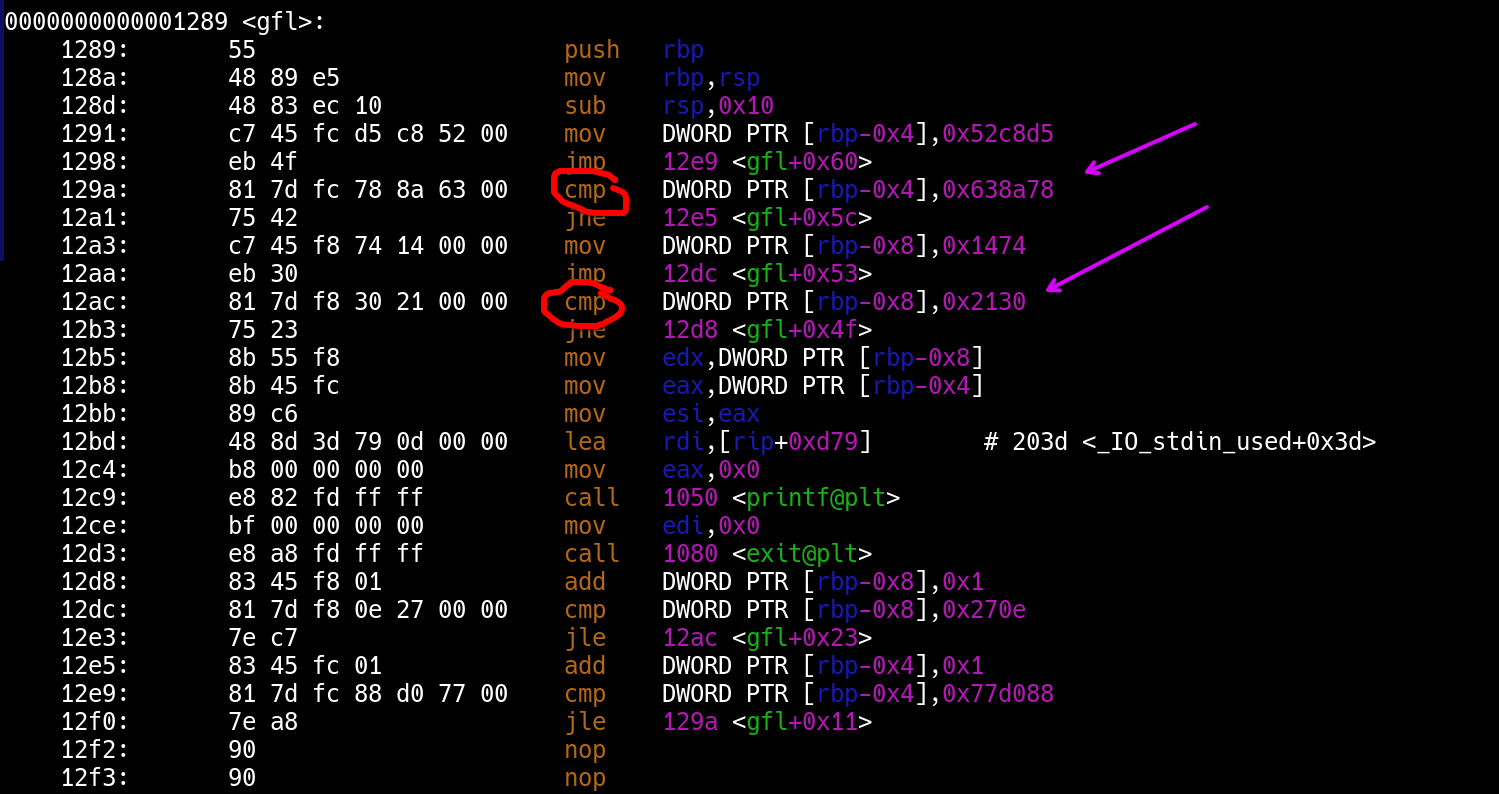 0000000000001289 <gfl>:
1289: 55 push rbp
128a: 48 89 e5 mov rbp,rsp
128d: 48 83 ec 10 sub rsp,0x10
1291: c7 45 fc d5 c8 52 00 mov DWORD PTR [rbp-0x4],0x52c8d5
1298: eb 4f jmp 12e9 <gfl+0x60>
129a: 81 7d fc 78 8a 63 00 cmp DWORD PTR [rbp-0x4],0x638a78
12a1: 75 42 jne 12e5 <gfl+0x5c>
12a3: c7 45 f8 74 14 00 00 mov DWORD PTR [rbp-0x8],0x1474
12aa: eb 30 jmp 12dc <gfl+0x53>
12ac: 81 7d f8 30 21 00 00 cmp DWORD PTR [rbp-0x8],0x2130
12b3: 75 23 jne 12d8 <gfl+0x4f>
12b5: 8b 55 f8 mov edx,DWORD PTR [rbp-0x8]
12b8: 8b 45 fc mov eax,DWORD PTR [rbp-0x4]
12bb: 89 c6 mov esi,eax
12bd: 48 8d 3d 79 0d 00 00 lea rdi,[rip+0xd79] # 203d <_IO_stdin_used+0x3d>
12c4: b8 00 00 00 00 mov eax,0x0
12c9: e8 82 fd ff ff call 1050 <printf@plt>
12ce: bf 00 00 00 00 mov edi,0x0
12d3: e8 a8 fd ff ff call 1080 <exit@plt>
12d8: 83 45 f8 01 add DWORD PTR [rbp-0x8],0x1
12dc: 81 7d f8 0e 27 00 00 cmp DWORD PTR [rbp-0x8],0x270e
12e3: 7e c7 jle 12ac <gfl+0x23>
12e5: 83 45 fc 01 add DWORD PTR [rbp-0x4],0x1
12e9: 81 7d fc 88 d0 77 00 cmp DWORD PTR [rbp-0x4],0x77d088
12f0: 7e a8 jle 129a <gfl+0x11>
12f2: 90 nop
12f3: 90 nop